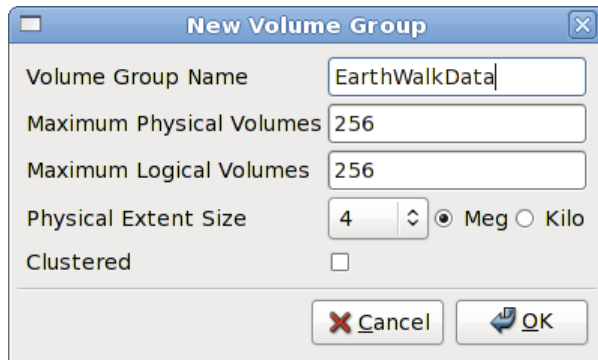 New Volume Group
Volume Group Name EarthWalkData
Maximum Physical Volumes 256
Maximum Logical Volumes 256
Physical Extent Size 4 Meg Kilo
Clustered
Cancel OK